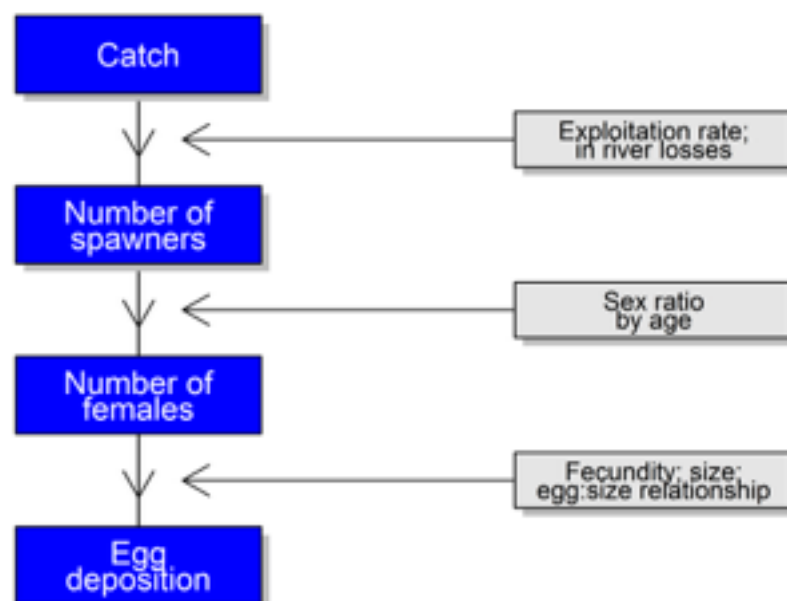 Catch
Exploitation rate;
in river losses
Number of
spawners
Sex ratio
by age
Number of
females
Fecundity; size;
egg:size relationship
Egg
deposition